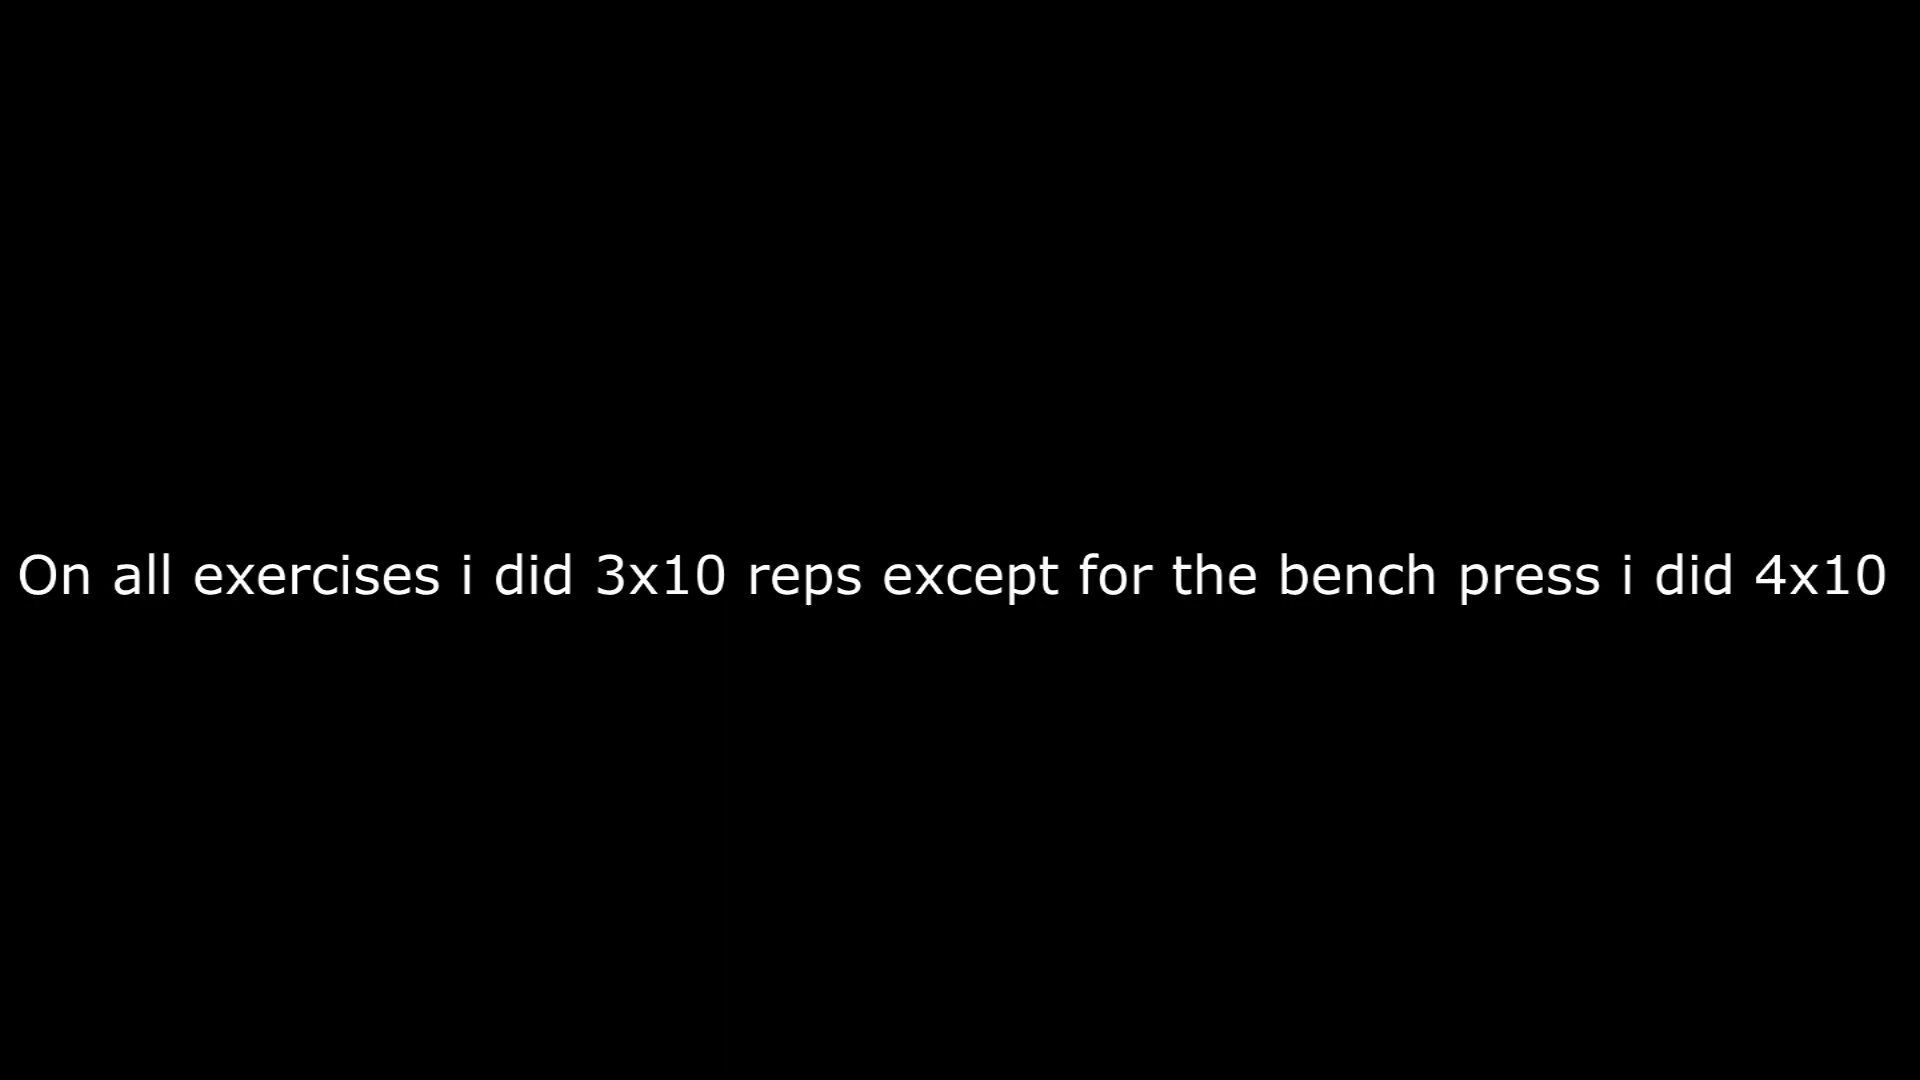 On all exercises i did 3x10 reps except for the bench press i did 4x10